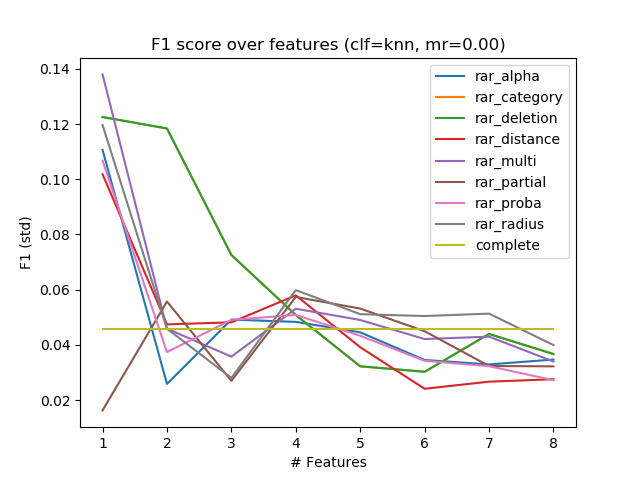 F1 score over features (clf=knn, mr=0.00)
0.14
0.12
0.10
0.08
0.06
0.04
0.02
F1 (std)
rar_alpha
rar_category
rar_deletion
rar_distance
rar_multi
rar_partial
rar_proba
rar_radius
complete
1 2 3 4 5 6 7 8
# Features